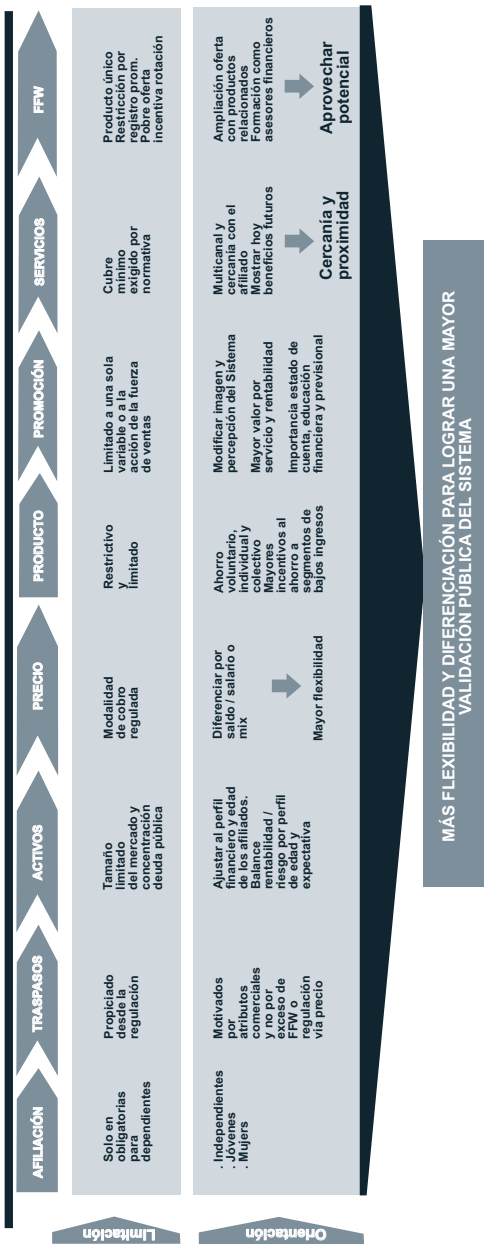 AFILIACIÓN
TRASPASOS
ACTIVOS
PRECIO
PRODUCTO
PROMOCIÓN
SERVICIOS
FFW
Limitación
Solo en
obligatorias
para
dependientes
Propiciado
desde la
regulación
Tamaño
limitado
del mercado y
concentración
deuda pública
Modalidad
de cobro
regulada
Restrictivo
y
limitado
Limitado a una sola
variable o a la
acción de la fuerza
de ventas
Cubre
mínimo
exigido por
normativa
Producto único
Restricción por
registro prom.
Pobre oferta
incentiva rotación
Orientación
. Independientes
. Jóvenes
. Mujers
Motivados
por
atributos
comerciales
y no por
exceso de
FFW o
regulación
vía precio
Ajustar al perfil
financiero y edad
de los afiliados.
Balance
rentabilidad /
riesgo por perfil
de edad y
expectativa
Diferenciar por
saldo / salario o
mix
Mayor flexibilidad
Ahorro
voluntario,
individual y
colectivo
Mayores
incentivos al
ahorro a
segmentos de
bajos ingresos
Modificar imagen y
percepción del Sistema
Mayor valor por
servicio y rentabilidad
Importancia estado de
cuenta, educación
financiera y previsional
Multicanal y
cercanía con el
afiliado
Mostrar hoy
beneficios futuros
Cercanía y
proximidad
Ampliación oferta
con productos
relacionados
Formación como
asesores financieros
Aprovechar
potencial
MÁS FLEXIBILIDAD Y DIFERENCIACIÓN PARA LOGRAR UNA MAYOR
VALIDACIÓN PÚBLICA DEL SISTEMA